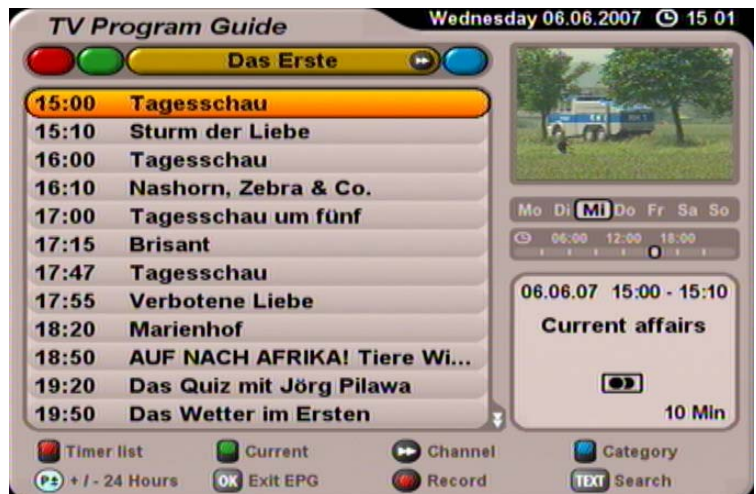 TV Program Guide
Wednesday 06.06.2007 15 01
Das Erste
15:00 Tagesschau
15:10 Sturm der Liebe
16:00 Tagesschau
16:10 Nashorn, Zebra & Co.
17:00 Tagesschau um fünf
17:15 Brisant
17:47 Tagesschau
17:55 Verbotene Liebe
18:20 Marienhof
18:50 AUF NACH AFRIKA! Tiere Wi...
19:20 Das Quiz mit Jörg Pilawa
19:50 Das Wetter im Ersten
Mo Di Mi Do Fr Sa So
06:00 12:00 18:00
06.06.07 15:00 - 15:10
Current affairs
10 Min
Timer list Current Channel Category
P± + / - 24 Hours OK Exit EPG Record TEXT Search